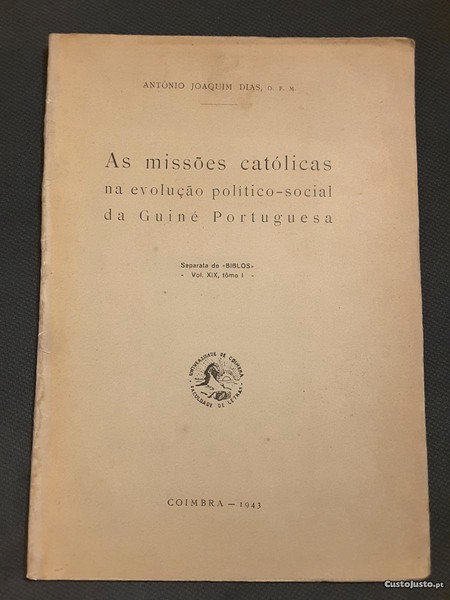 ANTÓNIO JOAQUIM DIAS, O. F. M.
As missões católicas
na evolução político-social
da Guiné Portuguesa
Separata de «BIBLOS»
- Vol. XIX, tômo I -
UNIVERSIDADE DE COIMBRA
FACULDADE DE LETRAS
COIMBRA — 1943
CustoJusto.pt